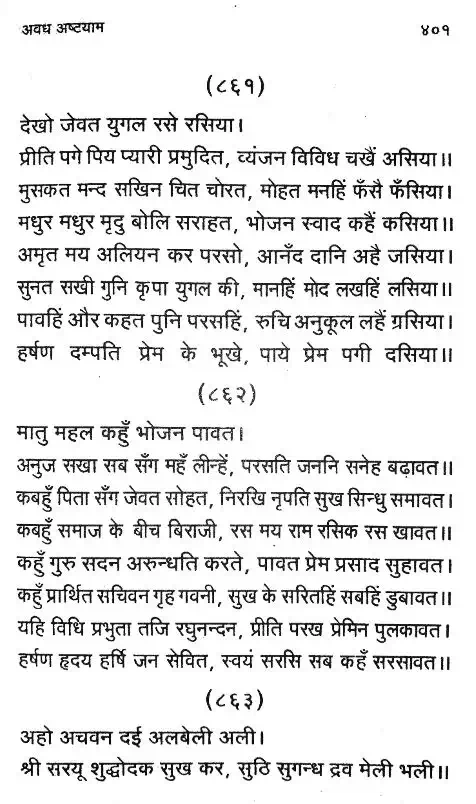 अवध अष्टयाम ४०१
(८६१)
देखो जेवत युगल रसे रसिया।
प्रीति पगे पिय प्यारी प्रमुदित, व्यंजन विविध चखैं असिया॥
मुसकत मन्द सखिन चित चोरत, मोहत मनहिं फँसै फँसिया।
मधुर मधुर मृदु बोलि सराहत, भोजन स्वाद कहैं कसिया॥
अमृत मय अलियन कर परसो, आनँद दानि अहै जसिया।
सुनत सखी गुनि कृपा युगल की, मानहिं मोद लखहिं लसिया॥
पावहिं और कहत पुनि परसहिं, रुचि अनुकूल लहैं ग्रसिया।
हर्षण दम्पति प्रेम के भूखे, पाये प्रेम पगी दसिया॥
(८६२)
मातु महल कहुँ भोजन पावत।
अनुज सखा सब सँग महँ लीन्हें, परसति जननि सनेह बढ़ावत॥
कबहुँ पिता सँग जेवत सोहत, निरखि नृपति सुख सिन्धु समावत।
कबहुँ समाज के बीच बिराजी, रस मय राम रसिक रस खावत॥
कहुँ गुरु सदन अरुन्धति करते, पावत प्रेम प्रसाद सुहावत।
कहुँ प्रार्थित सचिवन गृह गवनी, सुख के सरितहिं सबहिं डुबावत॥
यहि विधि प्रभुता तजि रघुनन्दन, प्रीति परख प्रेमिन पुलकावत।
हर्षण हृदय हर्षि जन सेवित, स्वयं सरसि सब कहँ सरसावत॥
(८६३)
अहो अचवन दई अलबेली अली।
श्री सरयू शुद्धोदक सुख कर, सुठि सुगन्ध द्रव मेली भली॥